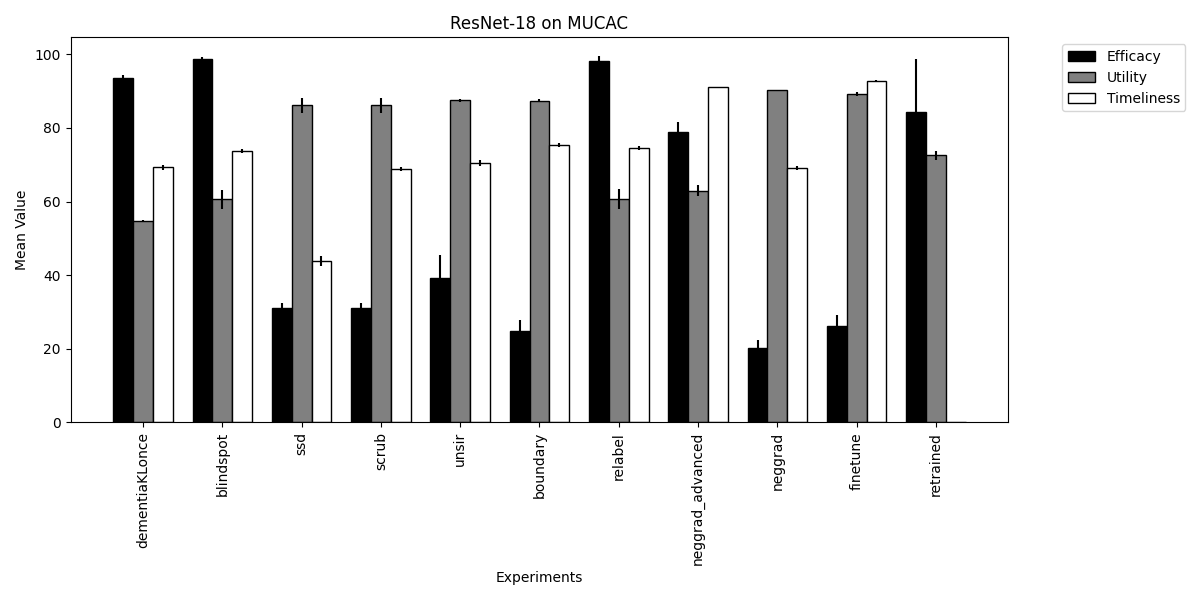 ResNet-18 on MUCAC
Efficacy
Utility
Timeliness
Mean Value
100
80
60
40
20
0
dementiaKLonce
blindspot
ssd
scrub
unsir
boundary
relabel
neggrad_advanced
neggrad
finetune
retrained
Experiments